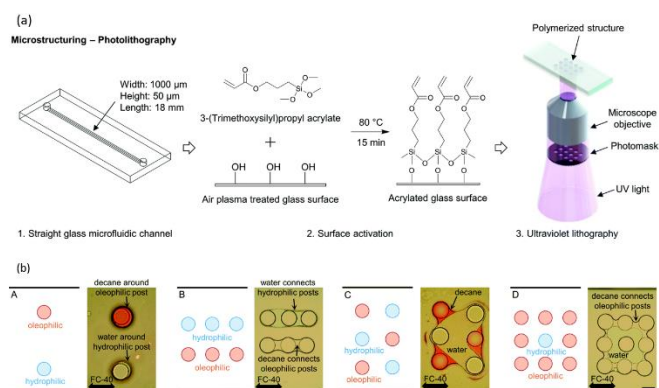 (a)
Microstructuring – Photolithography
Width: 1000 µm
Height: 50 µm
Length: 18 mm
3-(Trimethoxysilyl)propyl acrylate
+
OH OH OH
Air plasma treated glass surface
80 °C
15 min
Acrylated glass surface
Polymerized structure
Microscope
objective
Photomask
UV light
1. Straight glass microfluidic channel
2. Surface activation
3. Ultraviolet lithography
(b)
A
oleophilic
hydrophilic
decane around
oleophilic post
water around
hydrophilic post
FC-40
B
hydrophilic
oleophilic
water connects
hydrophilic posts
decane connects
oleophilic posts
FC-40
C
hydrophilic
oleophilic
decane
water
FC-40
D
hydrophilic
oleophilic
decane connects
oleophilic posts
water
FC-40